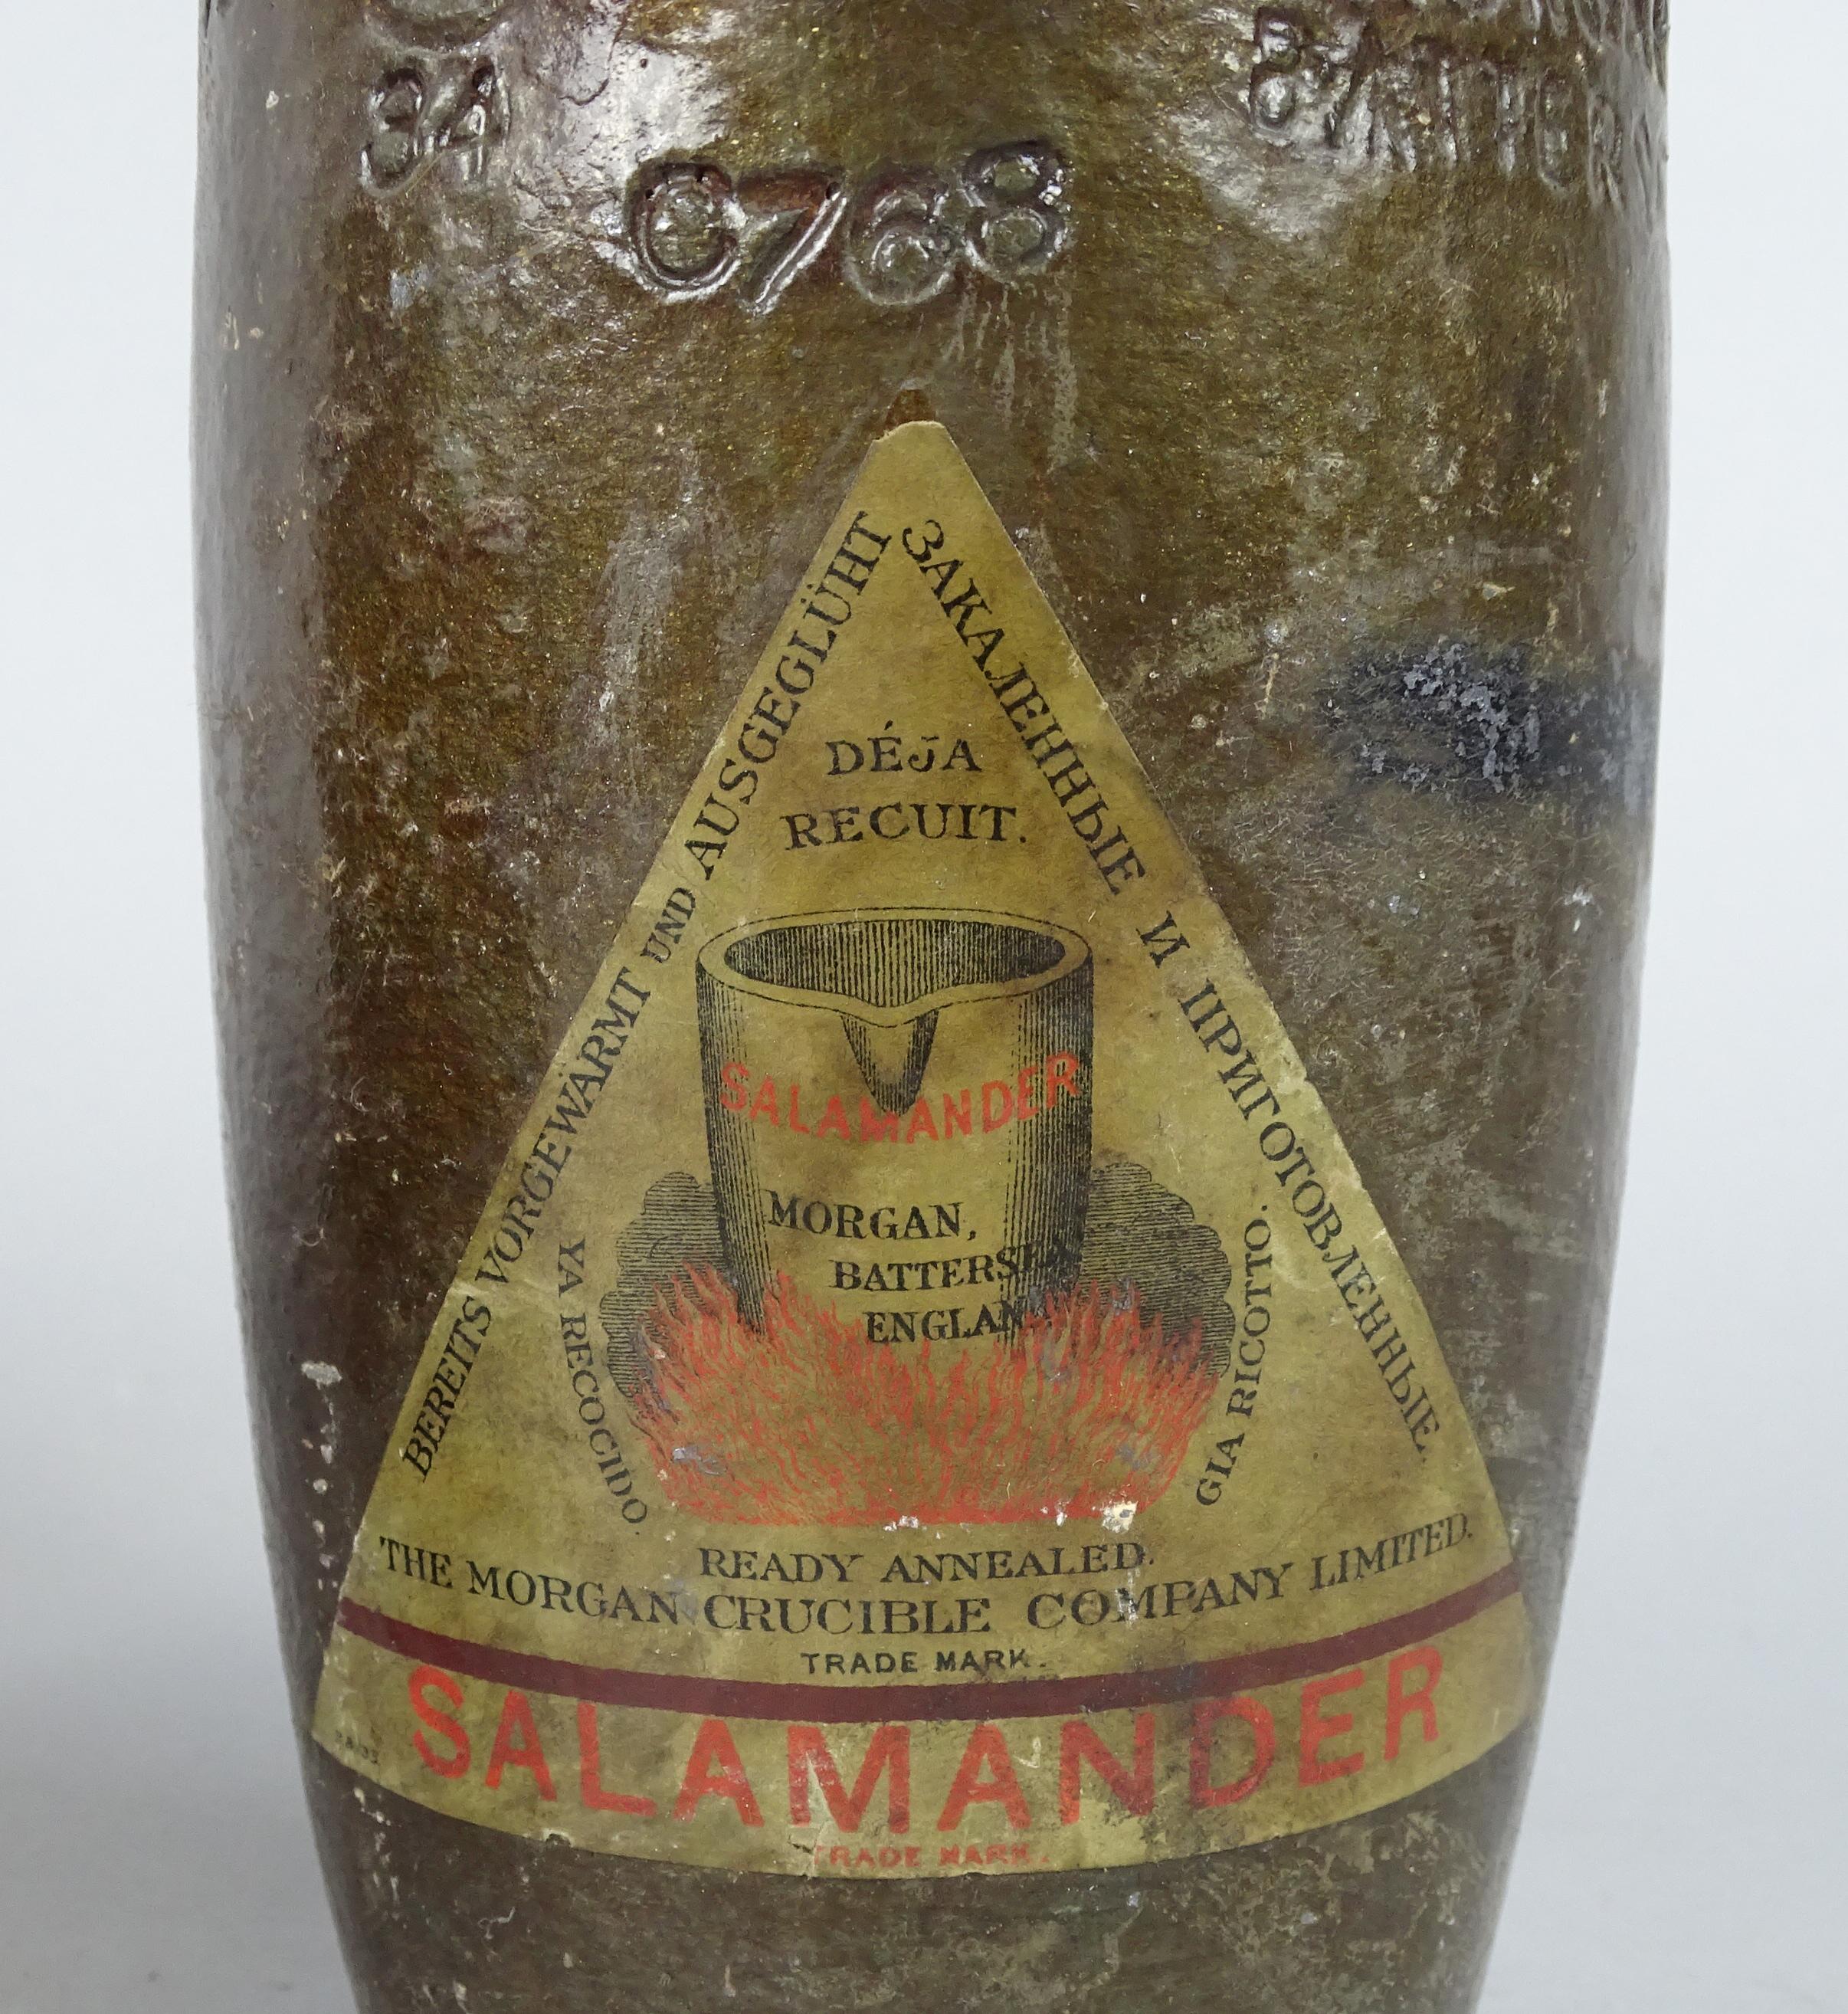 84
C768
BEREITS VORGEWÄRMT UND AUSGEGLÜHT
ЗАКАЛЕННЫЕ И ПРИГОТОВЛЕННЫЕ.
DÉJA
RECUIT.
SALAMANDER
MORGAN,
YA RECOCIDO.
GIA RICOTTO.
READY ANNEALED.
THE MORGAN CRUCIBLE COMPANY LIMITED.
TRADE MARK.
SALAMANDER
TRADE MARK.